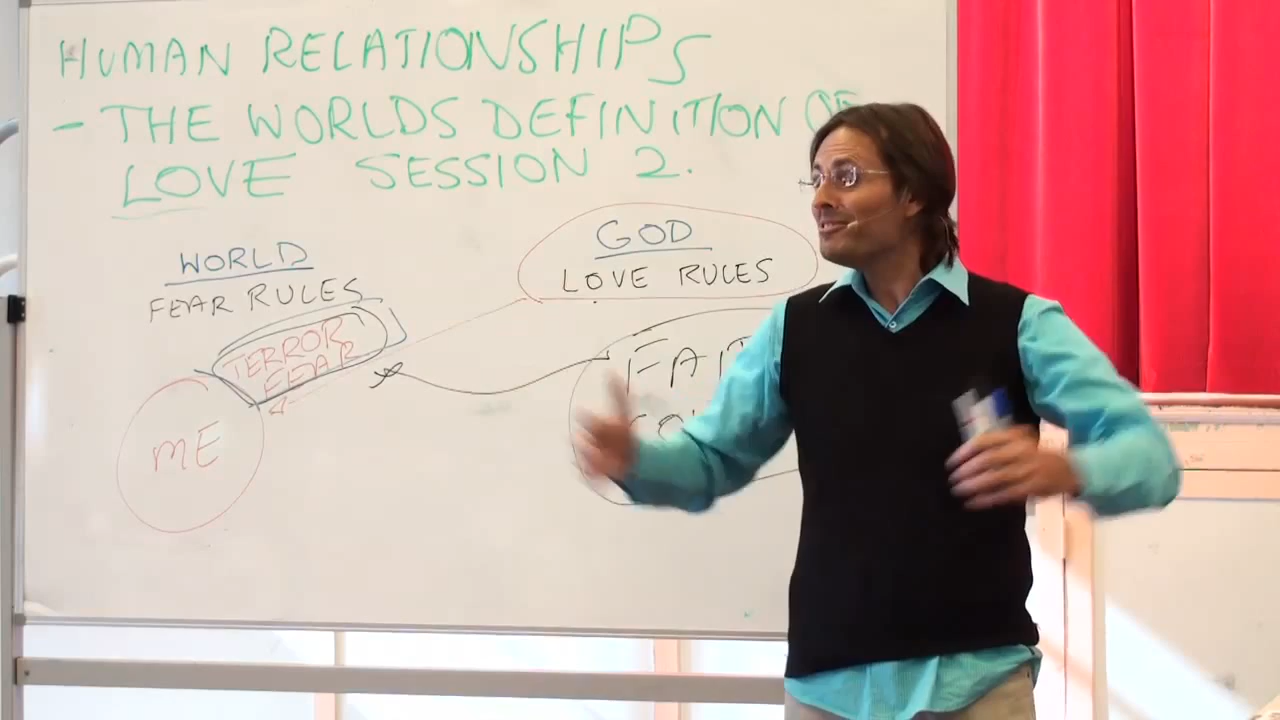 HUMAN RELATIONSHIPS
- THE WORLDS DEFINITION OF
LOVE SESSION 2.
WORLD
FEAR RULES
GOD
LOVE RULES
TERROR
FEAR
ME